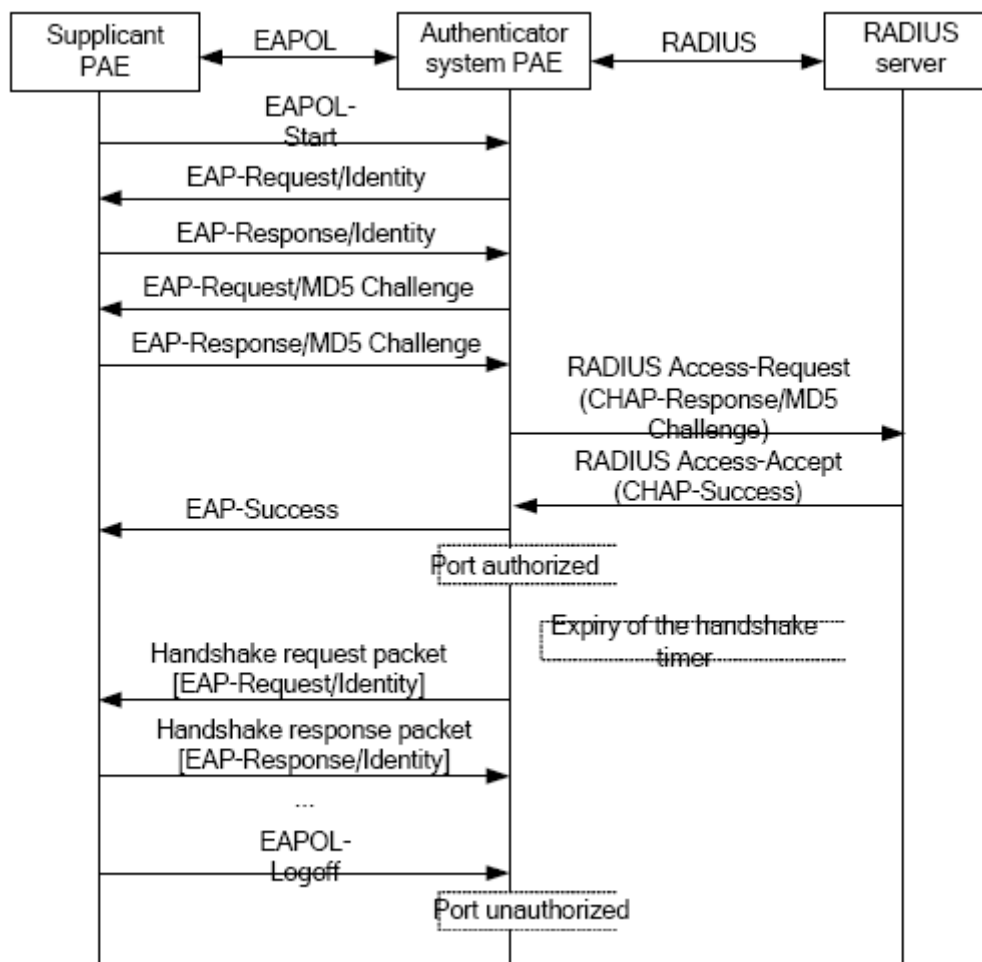 Supplicant
PAE
EAPOL
Authenticator
system PAE
RADIUS
RADIUS
server
EAPOL-
Start
EAP-Request/Identity
EAP-Response/Identity
EAP-Request/MD5 Challenge
EAP-Response/MD5 Challenge
RADIUS Access-Request
(CHAP-Response/MD5
Challenge)
RADIUS Access-Accept
(CHAP-Success)
EAP-Success
Port authorized
Expiry of the handshake
timer
Handshake request packet
[EAP-Request/Identity]
Handshake response packet
[EAP-Response/Identity]
...
EAPOL-
Logoff
Port unauthorized